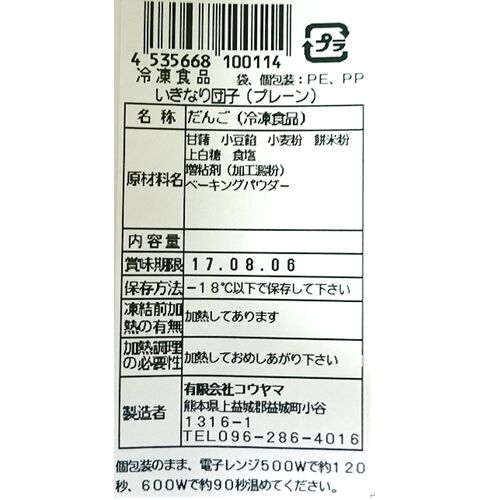 4 535668 100114
プラ
冷凍食品 袋、個包装：PE、PP
いきなり団子（プレーン）
名称 だんご（冷凍食品）
原材料名 甘藷 小豆餡 小麦粉 餅米粉
上白糖 食塩
増粘剤（加工澱粉）
ベーキングパウダー
内容量
賞味期限 17.08.06
保存方法 －18℃以下で保存して下さい
凍結前加熱の有無 加熱してあります
加熱調理の必要性 加熱しておめしあがり下さい
製造者 有限会社コウヤマ
熊本県上益城郡益城町小谷
1316-1
TEL096-286-4016
個包装のまま、電子レンジ500Wで約120
秒、600Wで約90秒温めてください。